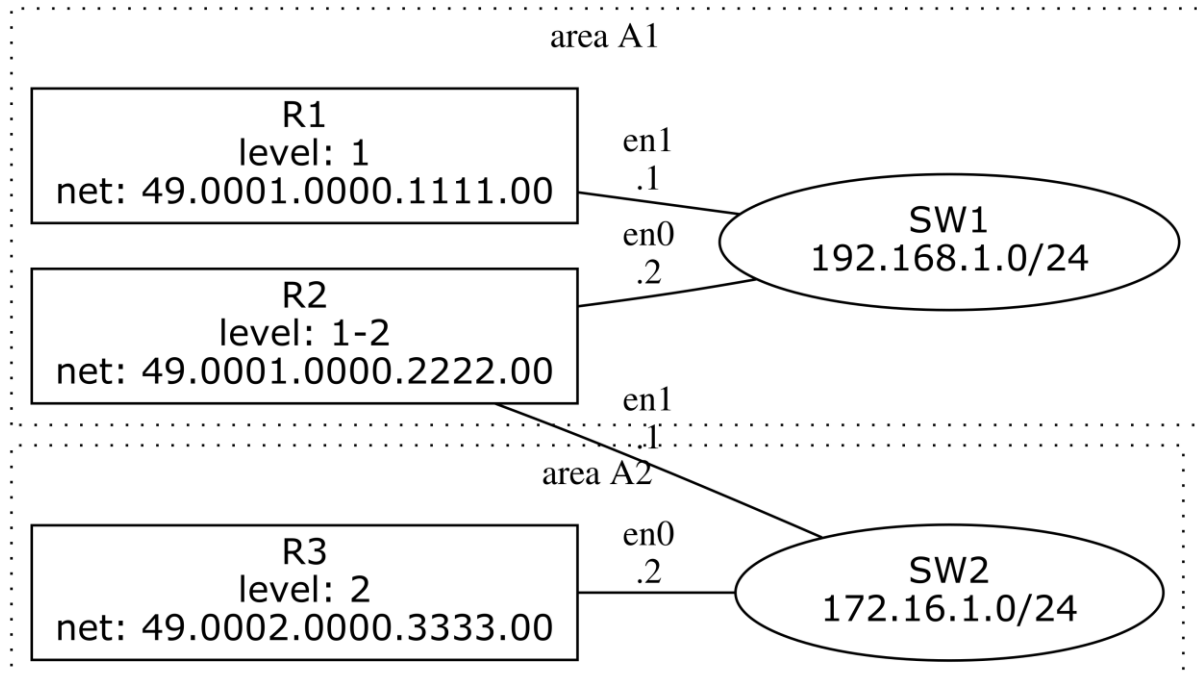 area A1
R1
level: 1
net: 49.0001.0000.1111.00
en1
.1
SW1
192.168.1.0/24
en0
.2
R2
level: 1-2
net: 49.0001.0000.2222.00
en1
.1
area A2
R3
level: 2
net: 49.0002.0000.3333.00
en0
.2
SW2
172.16.1.0/24